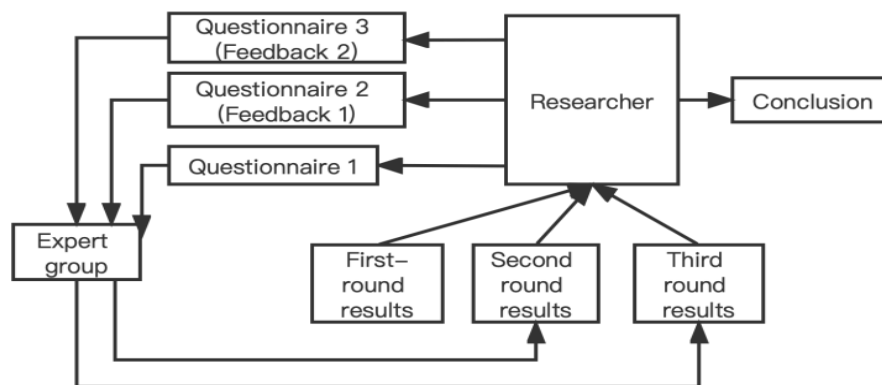 Questionnaire 3
(Feedback 2)
Questionnaire 2
(Feedback 1)
Questionnaire 1
Researcher
Conclusion
Expert
group
First–
round
results
Second
round
results
Third
round
results